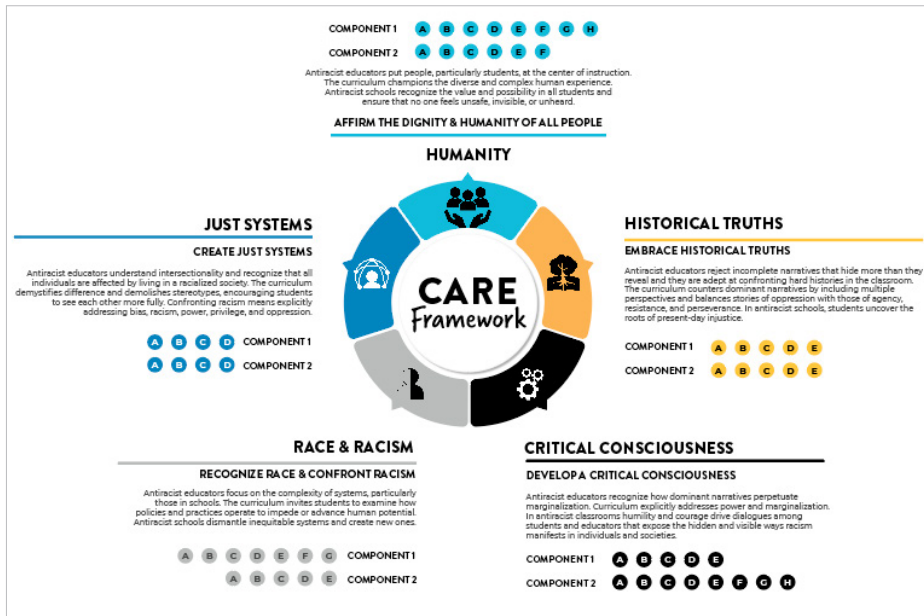 COMPONENT 1 A B C D E F G H
COMPONENT 2 A B C D E F
Antiracist educators put people, particularly students, at the center of instruction.
The curriculum champions the diverse and complex human experience.
Antiracist schools recognize the value and possibility in all students and
ensure that no one feels unsafe, invisible, or unheard.
AFFIRM THE DIGNITY & HUMANITY OF ALL PEOPLE
HUMANITY
JUST SYSTEMS
CREATE JUST SYSTEMS
Antiracist educators understand intersectionality and recognize that all
individuals are affected by living in a racialized society. The curriculum
demystifies difference and demolishes stereotypes, encouraging students
to see each other more fully. Confronting racism means explicitly
addressing bias, racism, power, privilege, and oppression.
A B C D COMPONENT 1
A B C D COMPONENT 2
CARE
Framework
HISTORICAL TRUTHS
EMBRACE HISTORICAL TRUTHS
Antiracist educators reject incomplete narratives that hide more than they
reveal and they are adept at confronting hard histories in the classroom.
The curriculum counters dominant narratives by including multiple
perspectives and balances stories of oppression with those of agency,
resistance, and perseverance. In antiracist schools, students uncover the
roots of present-day injustice.
COMPONENT 1 A B C D E
COMPONENT 2 A B C D E
RACE & RACISM
RECOGNIZE RACE & CONFRONT RACISM
Antiracist educators focus on the complexity of systems, particularly
those in schools. The curriculum invites students to examine how
policies and practices operate to impede or advance human potential.
Antiracist schools dismantle inequitable systems and create new ones.
A B C D E F G COMPONENT 1
A B C D E COMPONENT 2
CRITICAL CONSCIOUSNESS
DEVELOP A CRITICAL CONSCIOUSNESS
Antiracist educators recognize how dominant narratives perpetuate
marginalization. Curriculum explicitly addresses power and marginalization.
In antiracist classrooms humility and courage drive dialogues among
students and educators that expose the hidden and visible ways racism
manifests in individuals and societies.
COMPONENT 1 A B C D E
COMPONENT 2 A B C D E F G H